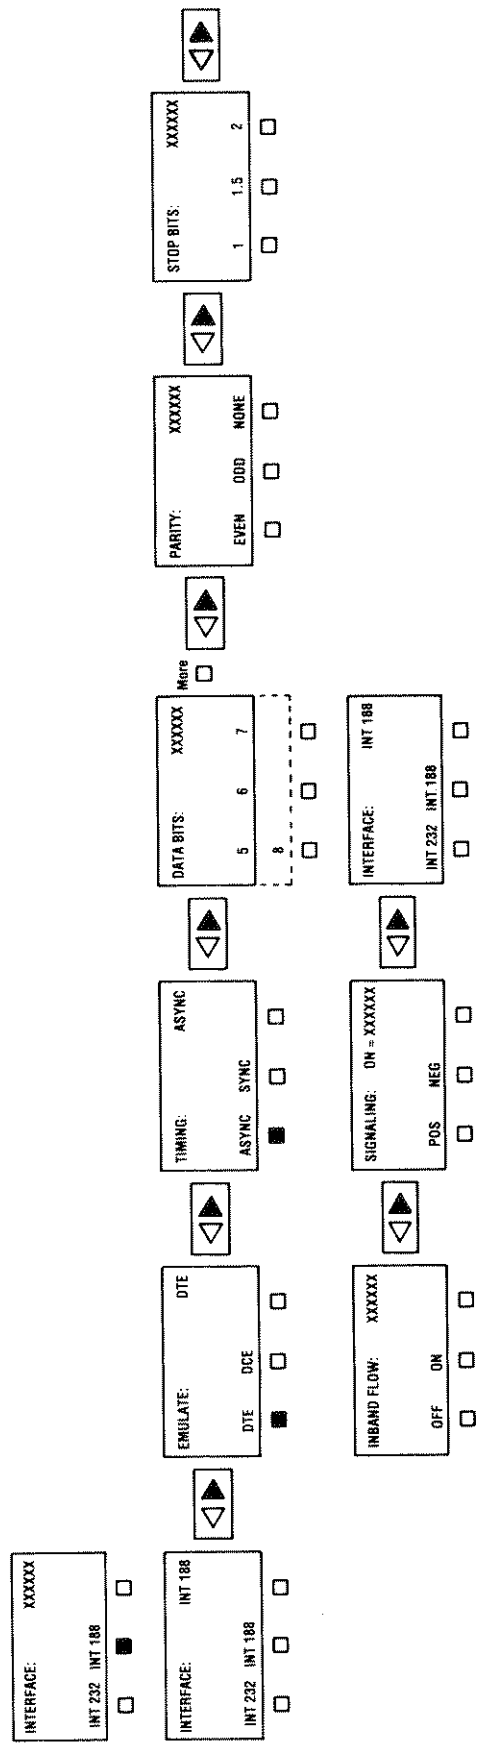 INTERFACE: XXXXXX
INT 232 INT 188
INTERFACE: INT 188
INT 232 INT 188
EMULATE: DTE
DTE DCE
TIMING: ASYNC
ASYNC SYNC
DATA BITS: XXXXXX
5 6 7
8
More
PARITY: XXXXXX
EVEN ODD NONE
STOP BITS: XXXXXX
1 1.5 2
INBAND FLOW: XXXXXX
OFF ON
SIGNALING: ON = XXXXXX
POS NEG
INTERFACE: INT 188
INT 232 INT.188